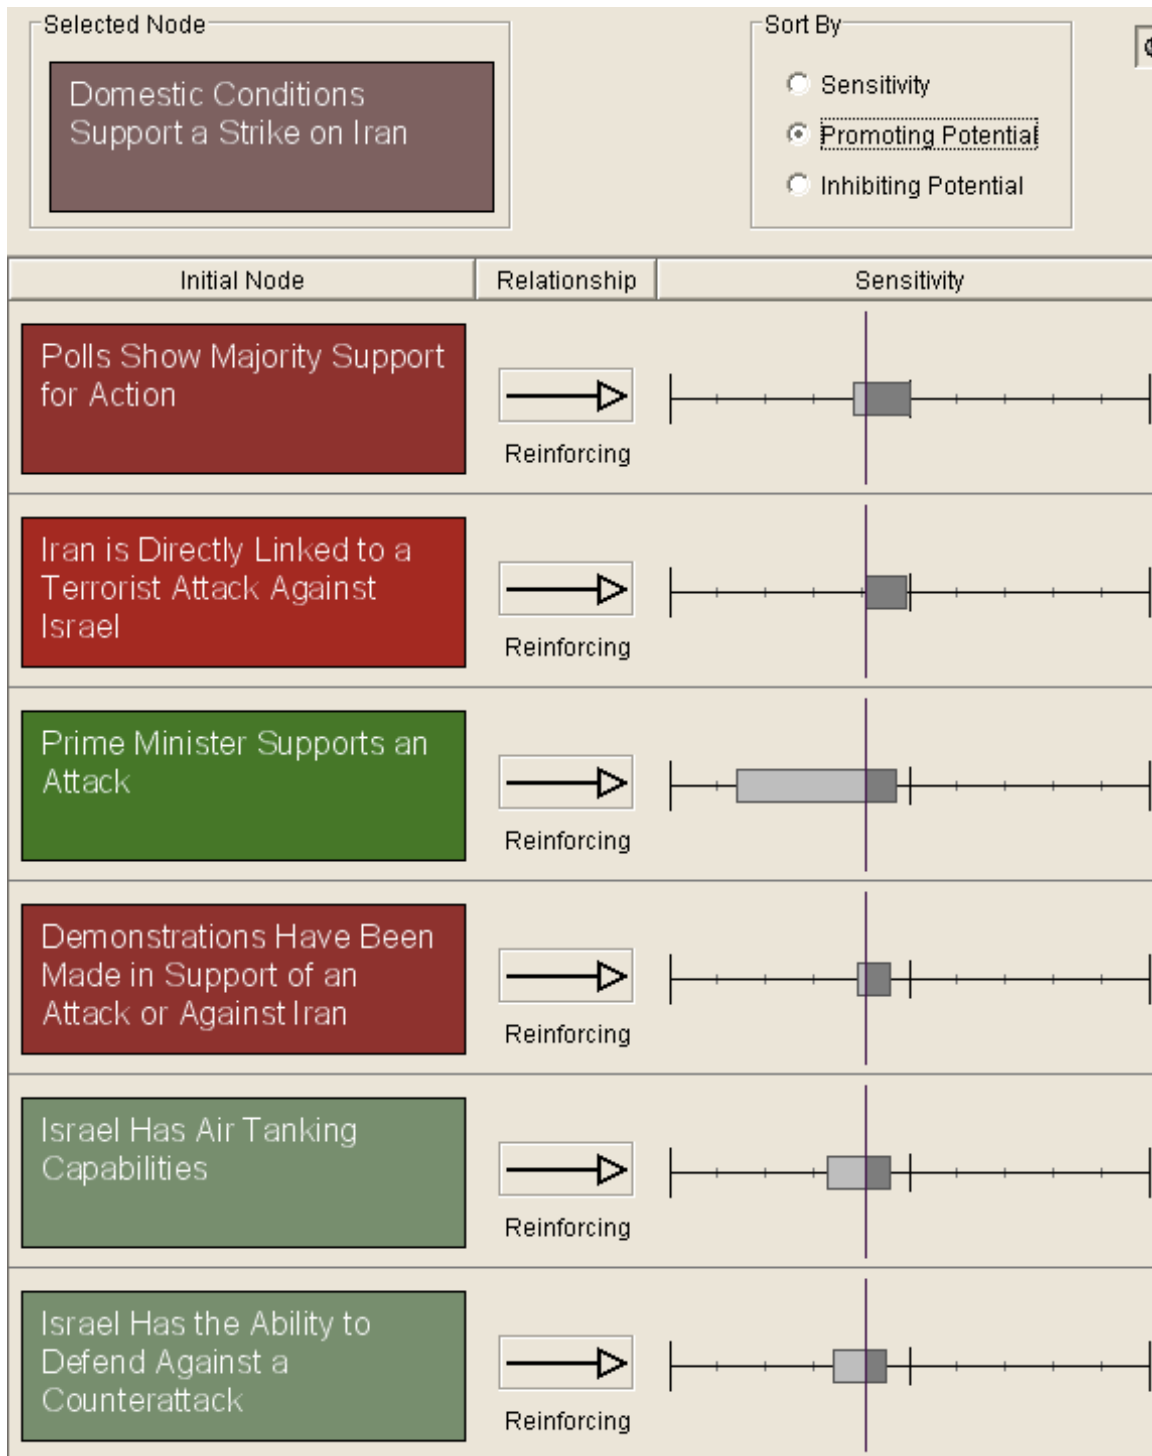 Selected Node
Sort By
Domestic Conditions
Support a Strike on Iran
Sensitivity
Promoting Potential
Inhibiting Potential
Initial Node
Relationship
Sensitivity
Polls Show Majority Support
for Action
Reinforcing
Iran is Directly Linked to a
Terrorist Attack Against
Israel
Reinforcing
Prime Minister Supports an
Attack
Reinforcing
Demonstrations Have Been
Made in Support of an
Attack or Against Iran
Reinforcing
Israel Has Air Tanking
Capabilities
Reinforcing
Israel Has the Ability to
Defend Against a
Counterattack
Reinforcing